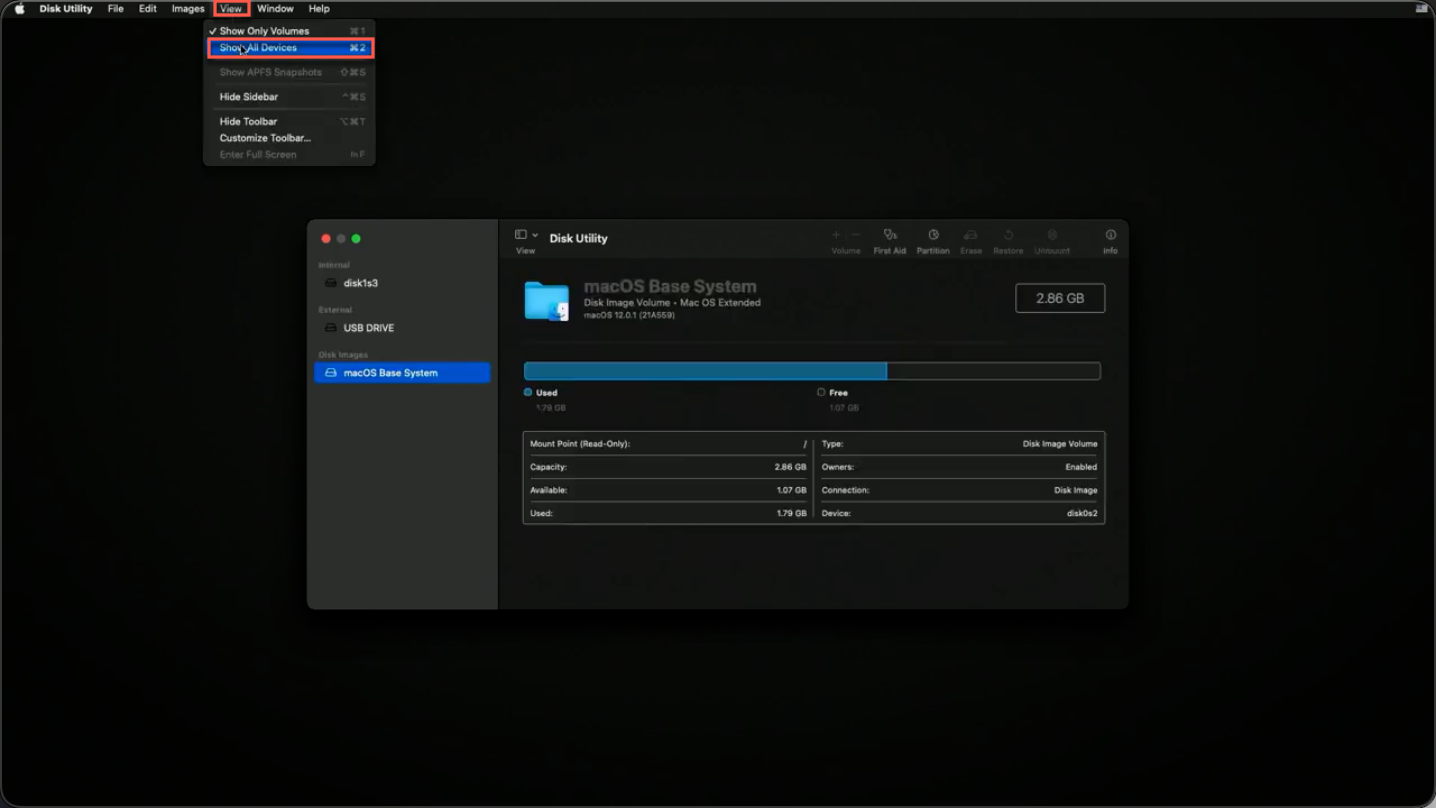 Disk Utility File Edit Images View Window Help
✓ Show Only Volumes ⌘1
Show All Devices ⌘2
Show APFS Snapshots ⇧⌘S
Hide Sidebar ^⌘S
Hide Toolbar ⌥⌘T
Customize Toolbar...
Enter Full Screen fn F
Internal
disk1s3
External
USB DRIVE
Disk Images
macOS Base System
View
Disk Utility
Volume First Aid Partition Erase Restore Unmount Info
macOS Base System
Disk Image Volume • Mac OS Extended
macOS 12.0.1 (21A559)
2.86 GB
Used
1.79 GB
Free
1.07 GB
Mount Point (Read-Only): /
Capacity: 2.86 GB
Available: 1.07 GB
Used: 1.79 GB
Type: Disk Image Volume
Owners: Enabled
Connection: Disk Image
Device: disk0s2